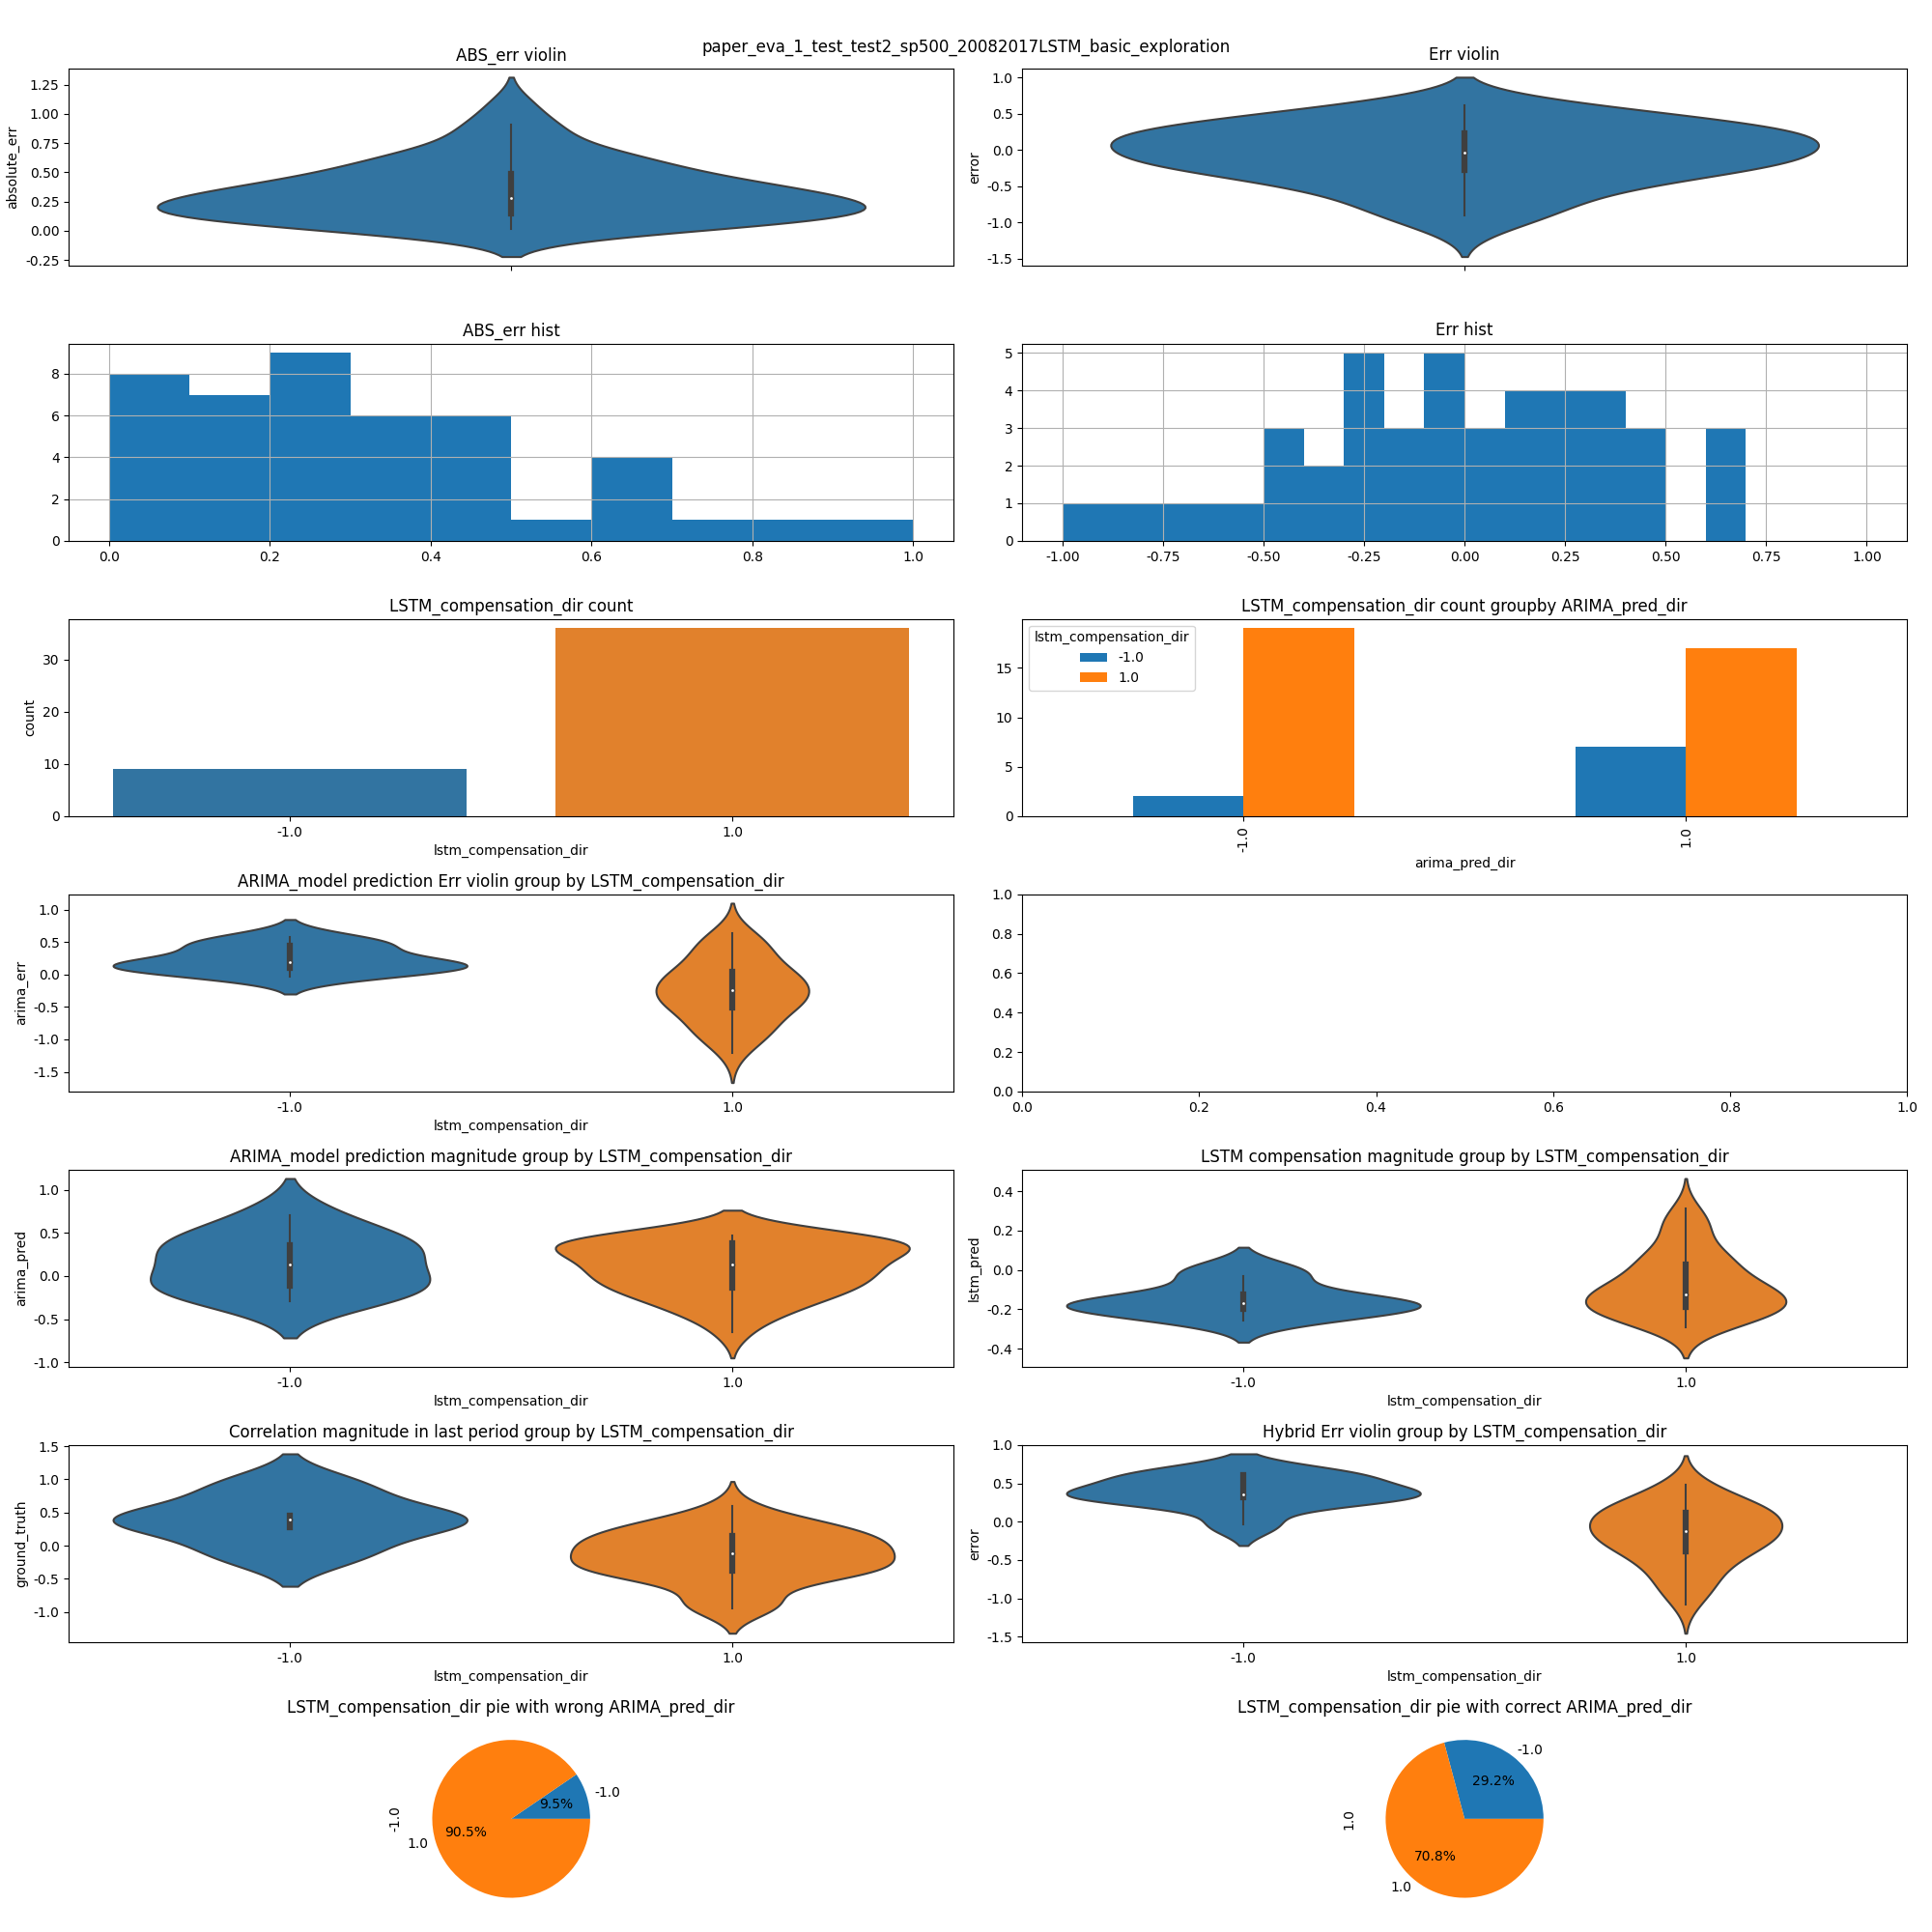 paper_eva_1_test_test2_sp500_20082017LSTM_basic_exploration
ABS_err violin
absolute_err
1.25
1.00
0.75
0.50
0.25
0.00
-0.25
Err violin
error
1.0
0.5
0.0
-0.5
-1.0
-1.5
ABS_err hist
8
6
4
2
0
0.0 0.2 0.4 0.6 0.8 1.0
Err hist
5
4
3
2
1
0
-1.00 -0.75 -0.50 -0.25 0.00 0.25 0.50 0.75 1.00
LSTM_compensation_dir count
count
30
20
10
0
-1.0 1.0
lstm_compensation_dir
LSTM_compensation_dir count groupby ARIMA_pred_dir
lstm_compensation_dir
-1.0
1.0
15
10
5
0
-1.0 1.0
arima_pred_dir
ARIMA_model prediction Err violin group by LSTM_compensation_dir
arima_err
1.0
0.5
0.0
-0.5
-1.0
-1.5
-1.0 1.0
lstm_compensation_dir
1.0
0.8
0.6
0.4
0.2
0.0
0.0 0.2 0.4 0.6 0.8 1.0
ARIMA_model prediction magnitude group by LSTM_compensation_dir
arima_pred
1.0
0.5
0.0
-0.5
-1.0
-1.0 1.0
lstm_compensation_dir
LSTM compensation magnitude group by LSTM_compensation_dir
lstm_pred
0.4
0.2
0.0
-0.2
-0.4
-1.0 1.0
lstm_compensation_dir
Correlation magnitude in last period group by LSTM_compensation_dir
ground_truth
1.5
1.0
0.5
0.0
-0.5
-1.0
-1.0 1.0
lstm_compensation_dir
Hybrid Err violin group by LSTM_compensation_dir
error
1.0
0.5
0.0
-0.5
-1.0
-1.5
-1.0 1.0
lstm_compensation_dir
LSTM_compensation_dir pie with wrong ARIMA_pred_dir
-1.0
-1.0
9.5%
90.5%
1.0
LSTM_compensation_dir pie with correct ARIMA_pred_dir
1.0
-1.0
29.2%
70.8%
1.0